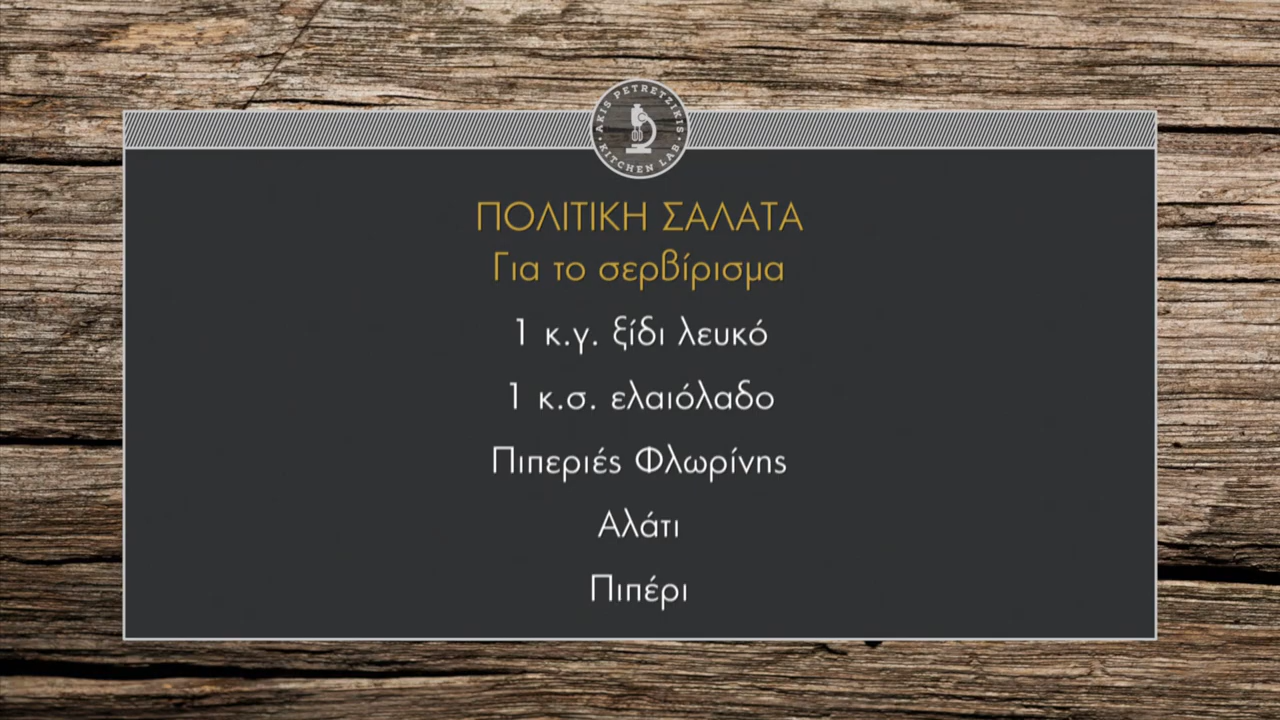 AKIS PETRETZIKIS
KITCHEN LAB
ΠΟΛΙΤΙΚΗ ΣΑΛΑΤΑ
Για το σερβίρισμα
1 κ.γ. ξίδι λευκό
1 κ.σ. ελαιόλαδο
Πιπεριές Φλωρίνης
Αλάτι
Πιπέρι